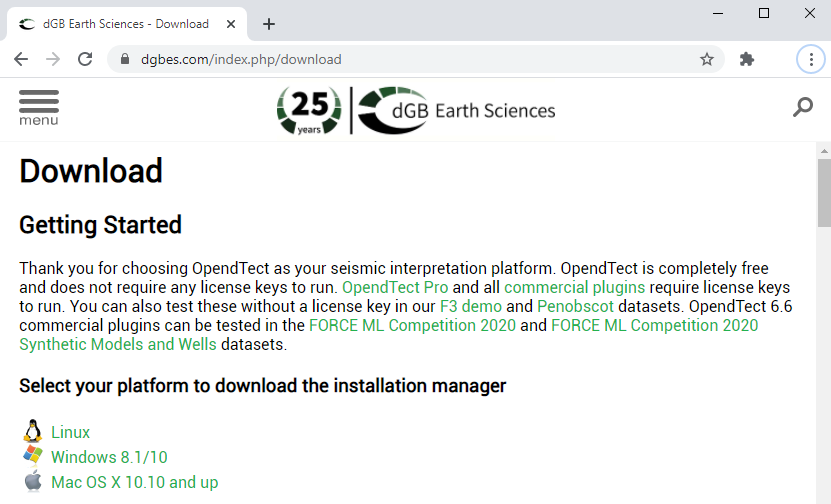 dGB Earth Sciences - Download
dgbes.com/index.php/download
menu
25
years
dGB Earth Sciences
Download
Getting Started
Thank you for choosing OpendTect as your seismic interpretation platform. OpendTect is completely free
and does not require any license keys to run. OpendTect Pro and all commercial plugins require license keys
to run. You can also test these without a license key in our F3 demo and Penobscot datasets. OpendTect 6.6
commercial plugins can be tested in the FORCE ML Competition 2020 and FORCE ML Competition 2020
Synthetic Models and Wells datasets.
Select your platform to download the installation manager
Linux
Windows 8.1/10
Mac OS X 10.10 and up